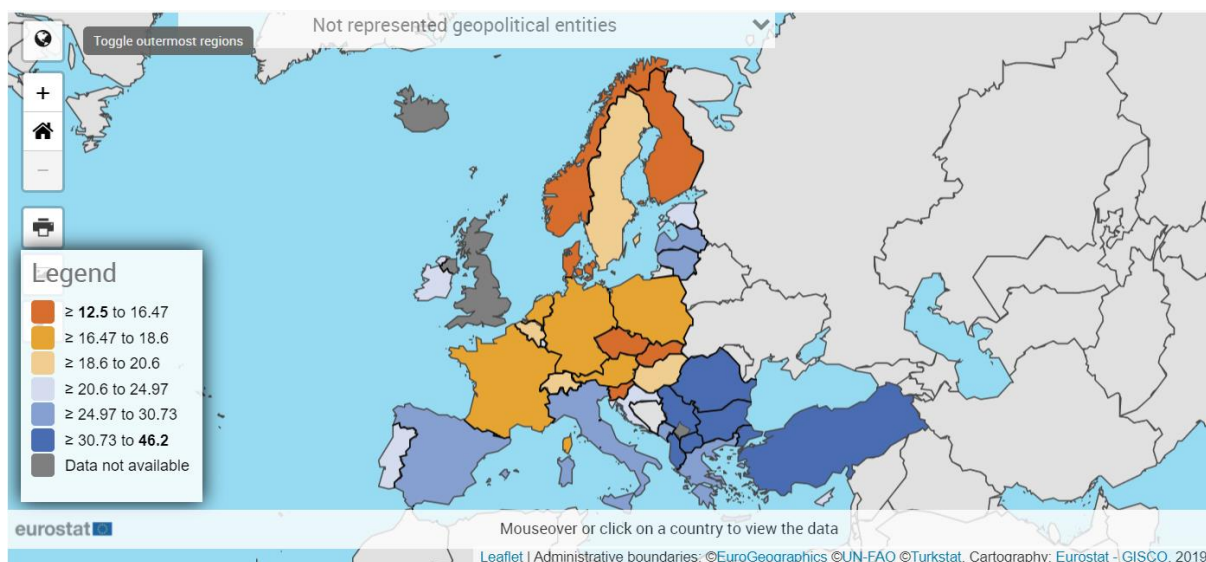 Not represented geopolitical entities
Toggle outermost regions
+
−
Legend
≥ 12.5 to 16.47
≥ 16.47 to 18.6
≥ 18.6 to 20.6
≥ 20.6 to 24.97
≥ 24.97 to 30.73
≥ 30.73 to 46.2
Data not available
eurostat
Mouseover or click on a country to view the data
Leaflet | Administrative boundaries: ©EuroGeographics ©UN-FAO ©Turkstat, Cartography: Eurostat - GISCO, 2019